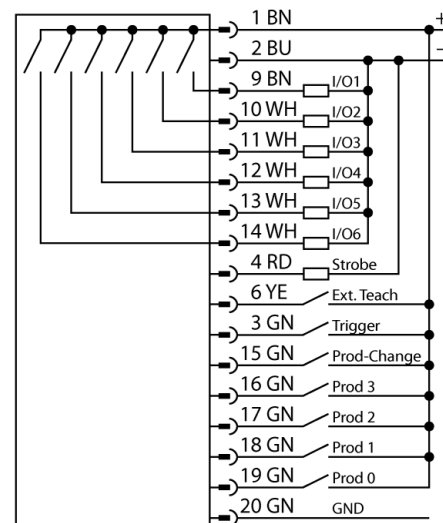 1 BN +
2 BU −
9 BN I/O1
10 WH I/O2
11 WH I/O3
12 WH I/O4
13 WH I/O5
14 WH I/O6
4 RD Strobe
6 YE Ext. Teach
3 GN Trigger
15 GN Prod-Change
16 GN Prod 3
17 GN Prod 2
18 GN Prod 1
19 GN Prod 0
20 GN GND